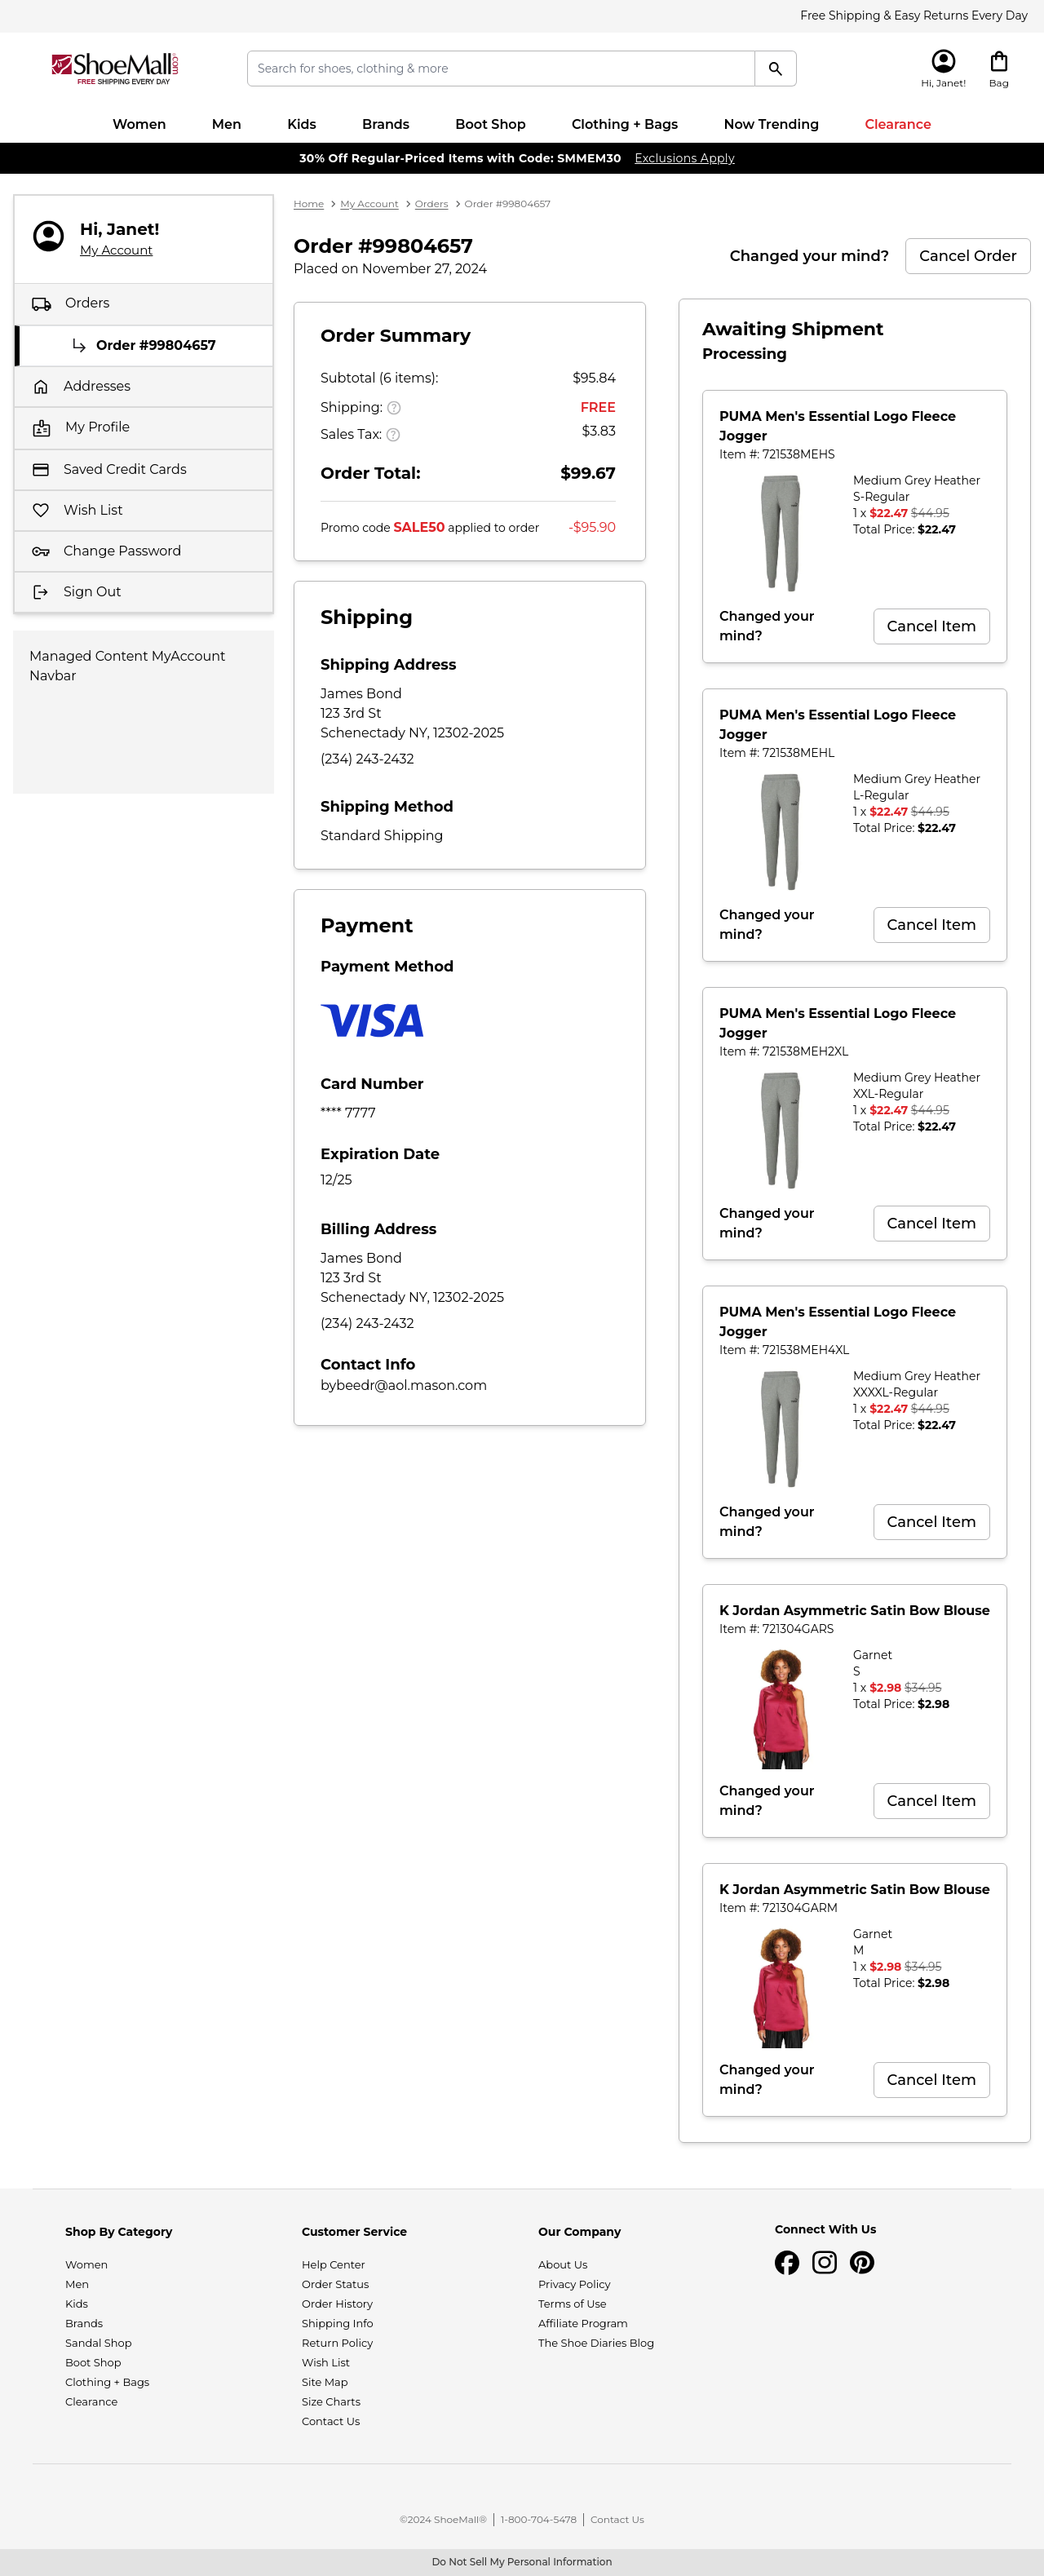 Free Shipping & Easy Returns Every Day
ShoeMall.com
FREE SHIPPING EVERY DAY
Search for shoes, clothing & more
Hi, Janet!
Bag
Women
Men
Kids
Brands
Boot Shop
Clothing + Bags
Now Trending
Clearance
30% Off Regular-Priced Items with Code: SMMEM30 Exclusions Apply
Hi, Janet!
My Account
Orders
Order #99804657
Addresses
My Profile
Saved Credit Cards
Wish List
Change Password
Sign Out
Managed Content MyAccount
Navbar
Home > My Account > Orders > Order #99804657
Order #99804657
Placed on November 27, 2024
Changed your mind?
Cancel Order
Order Summary
Subtotal (6 items): $95.84
Shipping: ? FREE
Sales Tax: ? $3.83
Order Total: $99.67
Promo code SALE50 applied to order -$95.90
Shipping
Shipping Address
James Bond
123 3rd St
Schenectady NY, 12302-2025
(234) 243-2432
Shipping Method
Standard Shipping
Payment
Payment Method
VISA
Card Number
**** 7777
Expiration Date
12/25
Billing Address
James Bond
123 3rd St
Schenectady NY, 12302-2025
(234) 243-2432
Contact Info
bybeedr@aol.mason.com
Awaiting Shipment
Processing
PUMA Men's Essential Logo Fleece
Jogger
Item #: 721538MEHS
Medium Grey Heather
S-Regular
1 x $22.47 $44.95
Total Price: $22.47
Changed your
mind?
Cancel Item
PUMA Men's Essential Logo Fleece
Jogger
Item #: 721538MEHL
Medium Grey Heather
L-Regular
1 x $22.47 $44.95
Total Price: $22.47
Changed your
mind?
Cancel Item
PUMA Men's Essential Logo Fleece
Jogger
Item #: 721538MEH2XL
Medium Grey Heather
XXL-Regular
1 x $22.47 $44.95
Total Price: $22.47
Changed your
mind?
Cancel Item
PUMA Men's Essential Logo Fleece
Jogger
Item #: 721538MEH4XL
Medium Grey Heather
XXXXL-Regular
1 x $22.47 $44.95
Total Price: $22.47
Changed your
mind?
Cancel Item
K Jordan Asymmetric Satin Bow Blouse
Item #: 721304GARS
Garnet
S
1 x $2.98 $34.95
Total Price: $2.98
Changed your
mind?
Cancel Item
K Jordan Asymmetric Satin Bow Blouse
Item #: 721304GARM
Garnet
M
1 x $2.98 $34.95
Total Price: $2.98
Changed your
mind?
Cancel Item
Shop By Category
Women
Men
Kids
Brands
Sandal Shop
Boot Shop
Clothing + Bags
Clearance
Customer Service
Help Center
Order Status
Order History
Shipping Info
Return Policy
Wish List
Site Map
Size Charts
Contact Us
Our Company
About Us
Privacy Policy
Terms of Use
Affiliate Program
The Shoe Diaries Blog
Connect With Us
©2024 ShoeMall® | 1-800-704-5478 | Contact Us
Do Not Sell My Personal Information